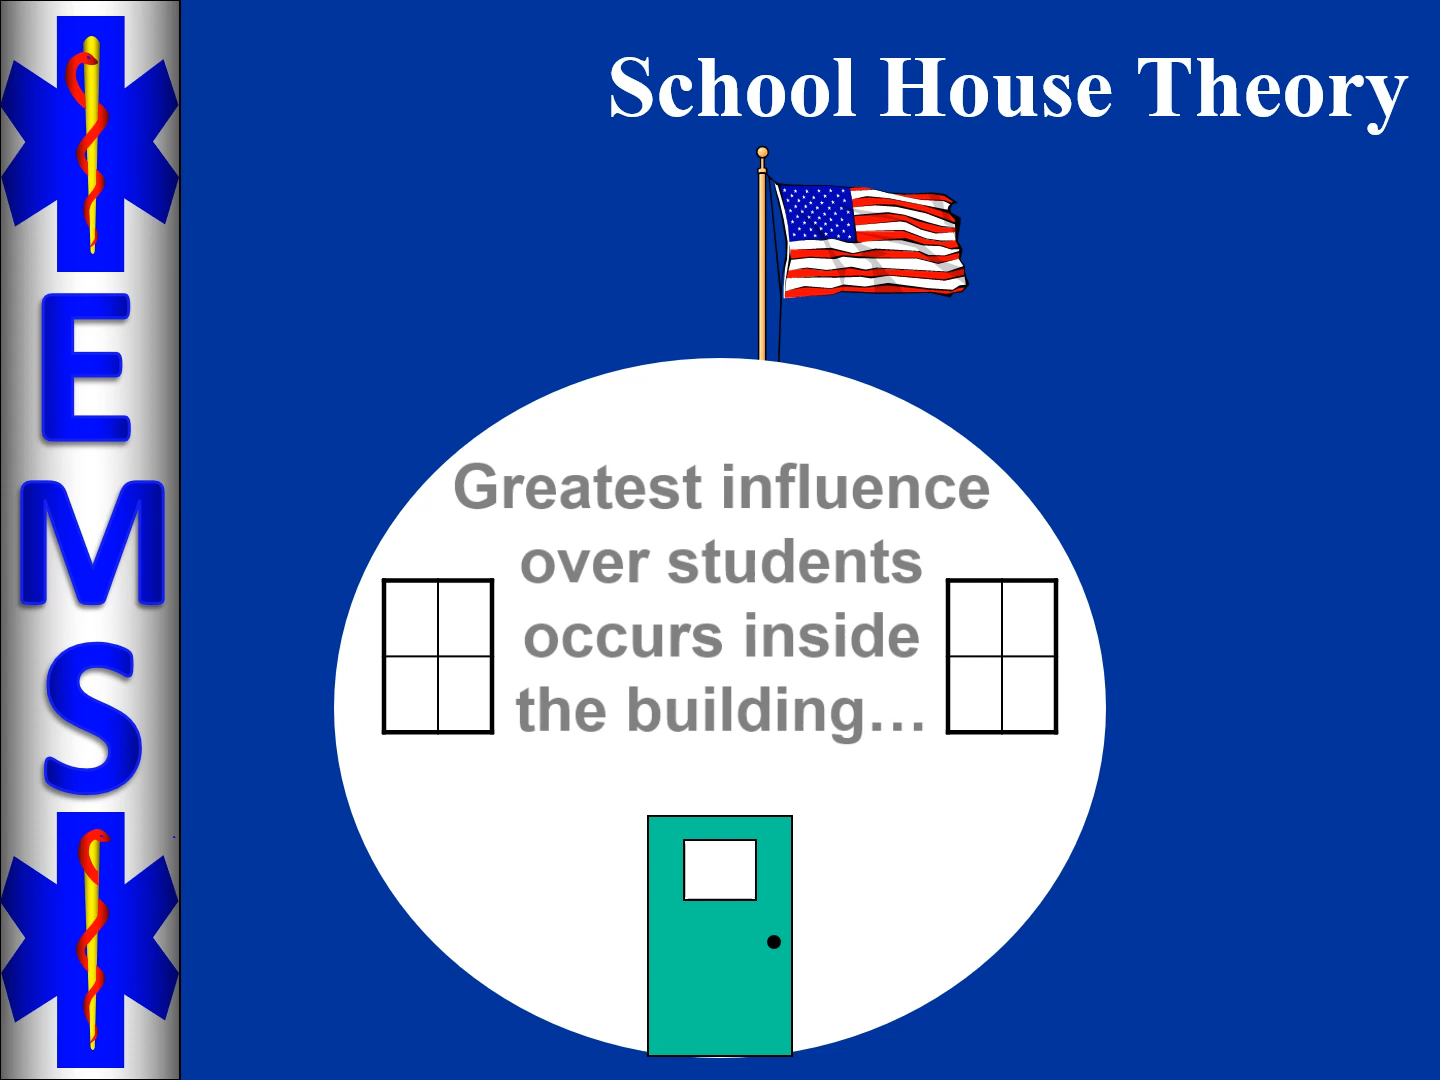 School House Theory
E
M
S
Greatest influence
over students
occurs inside
the building…